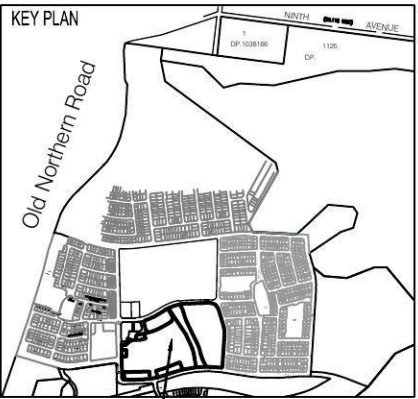 KEY PLAN
NINTH AVENUE
1
DP.1038166
1125
DP.
Old Northern Road